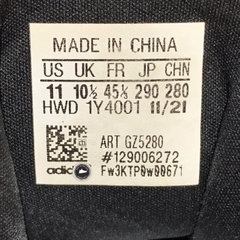 MADE IN CHINA
US UK FR JP CHN
11 10½ 45⅓ 290 280
HWD 1Y4001 11/21
ART GZ5280
#129006272
adidas Fw3KTP0w00671